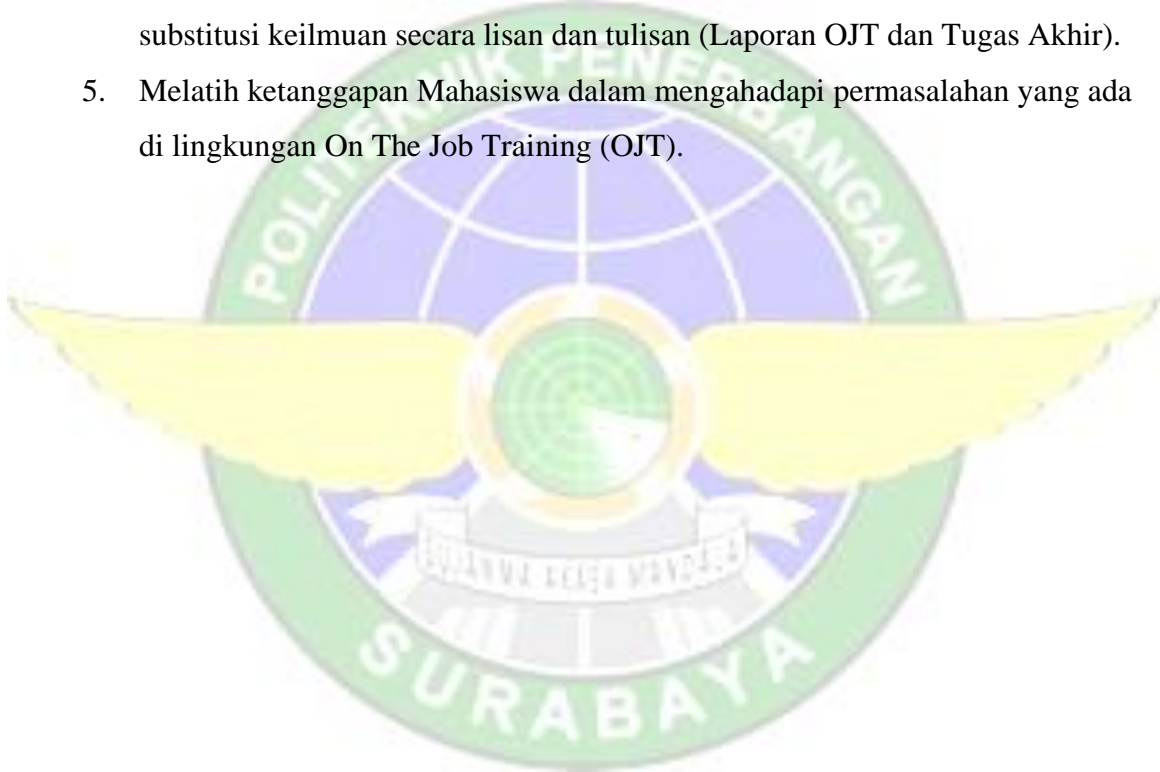 substitusi keilmuan secara lisan dan tulisan (Laporan OJT dan Tugas Akhir).
5. Melatih ketanggapan Mahasiswa dalam mengahadapi permasalahan yang ada
di lingkungan On The Job Training (OJT).
POLITEKNIK PENERBANGAN
SURABAYA